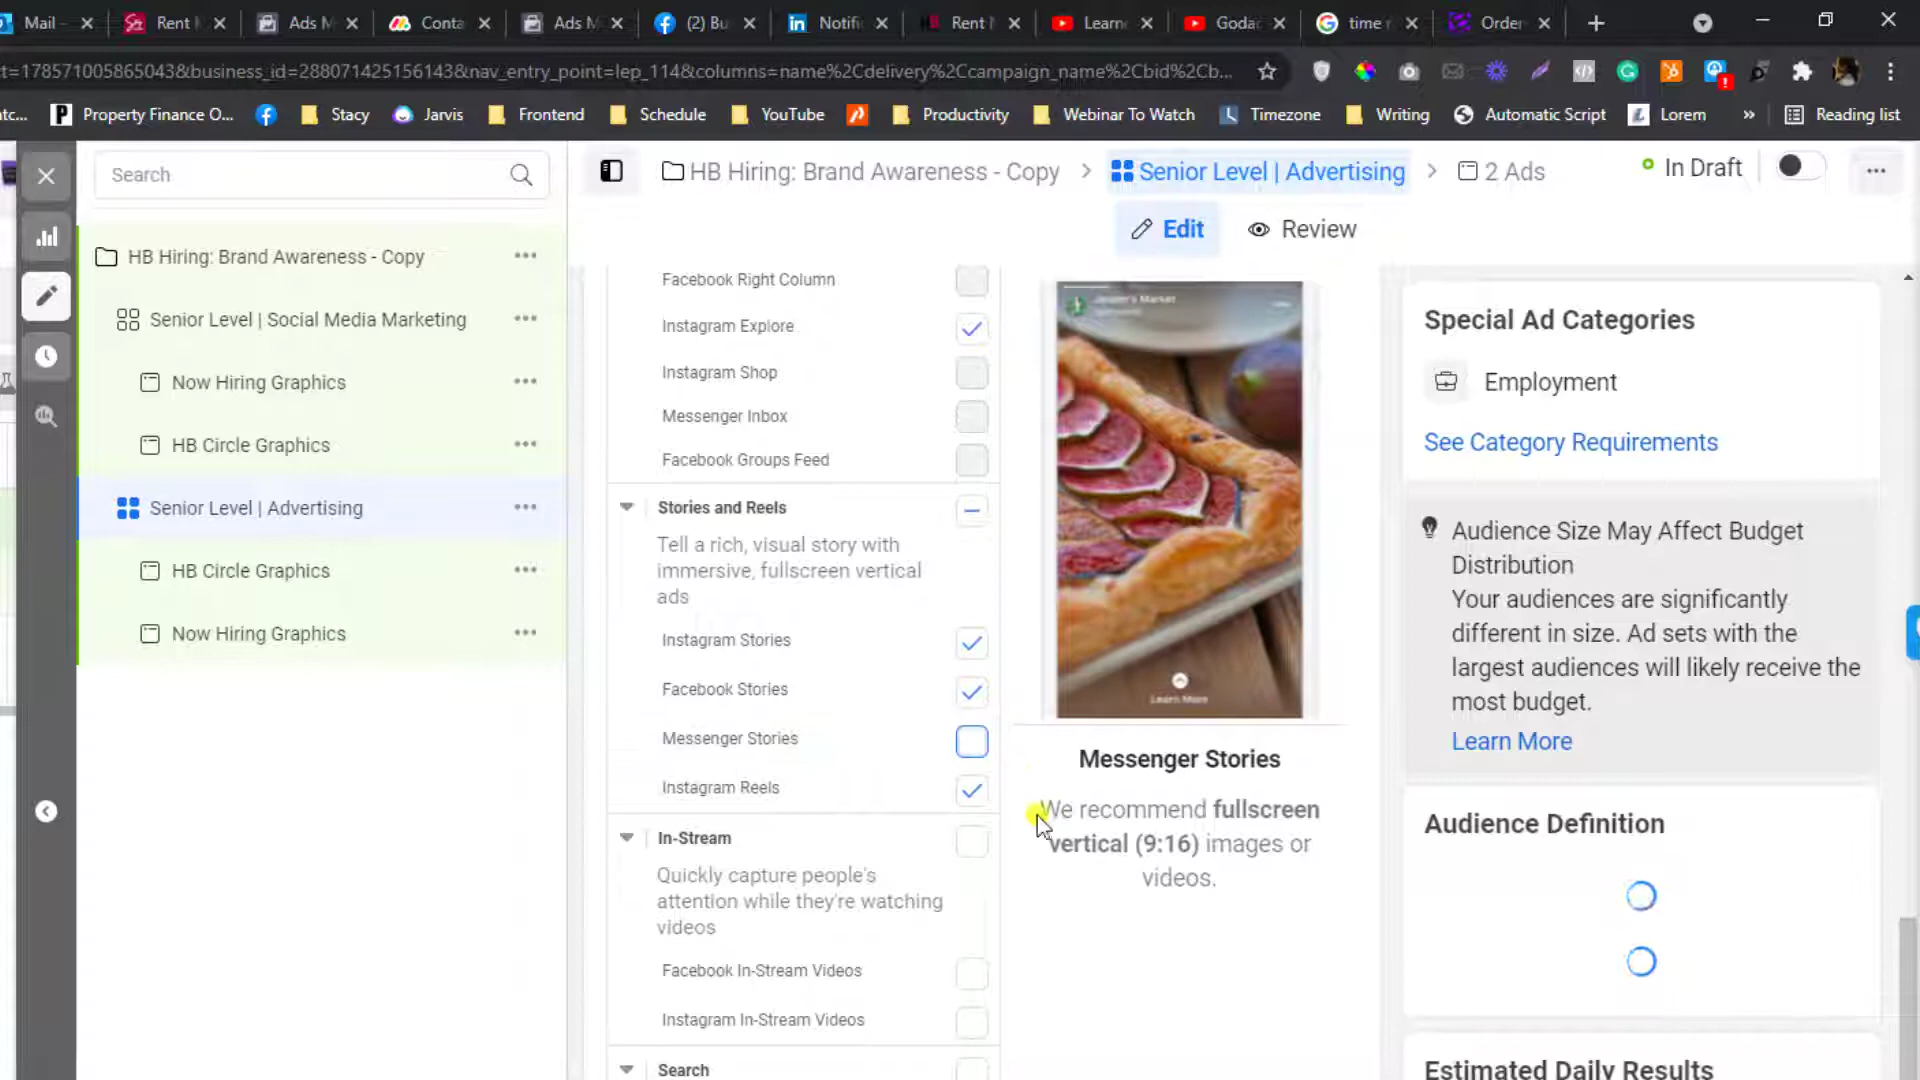 Mail
Rent
Ads M
Conta
Ads M
(2) Bu
Notifi
Rent
Learn
Goda
time
Order
t=1785571005865043&business_id=288071425156143&nav_entry_point=lep_114&columns=name%2Cdelivery%2Ccampaign_name%2Cbid%2Cb...
tc...
Property Finance O...
Stacy
Jarvis
Frontend
Schedule
YouTube
Productivity
Webinar To Watch
Timezone
Writing
Automatic Script
Lorem
»
Reading list
Search
HB Hiring: Brand Awareness - Copy
Senior Level | Advertising
2 Ads
In Draft
Edit
Review
HB Hiring: Brand Awareness - Copy
Senior Level | Social Media Marketing
Now Hiring Graphics
HB Circle Graphics
Senior Level | Advertising
HB Circle Graphics
Now Hiring Graphics
Facebook Right Column
Instagram Explore
Instagram Shop
Messenger Inbox
Facebook Groups Feed
Stories and Reels
Tell a rich, visual story with
immersive, fullscreen vertical
ads
Instagram Stories
Facebook Stories
Messenger Stories
Instagram Reels
In-Stream
Quickly capture people's
attention while they're watching
videos
Facebook In-Stream Videos
Instagram In-Stream Videos
Search
Jasper's Market
Learn More
Messenger Stories
We recommend fullscreen
vertical (9:16) images or
videos.
Special Ad Categories
Employment
See Category Requirements
Audience Size May Affect Budget
Distribution
Your audiences are significantly
different in size. Ad sets with the
largest audiences will likely receive the
most budget.
Learn More
Audience Definition
Estimated Daily Results